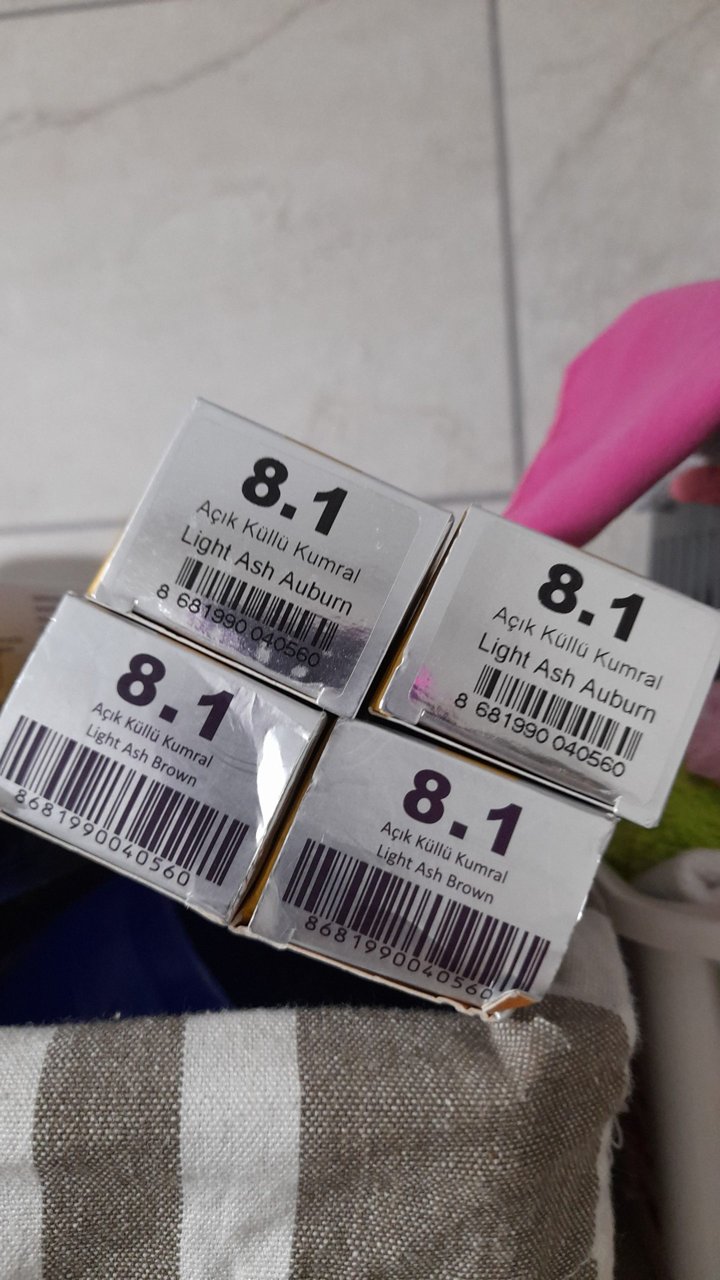 8.1
Açık Küllü Kumral
Light Ash Auburn
8 681990 040560
8.1
Açık Küllü Kumral
Light Ash Auburn
8 681990 040560
8.1
Açık Küllü Kumral
Light Ash Brown
8681990040560
8.1
Açık Küllü Kumral
Light Ash Brown
8681990040560